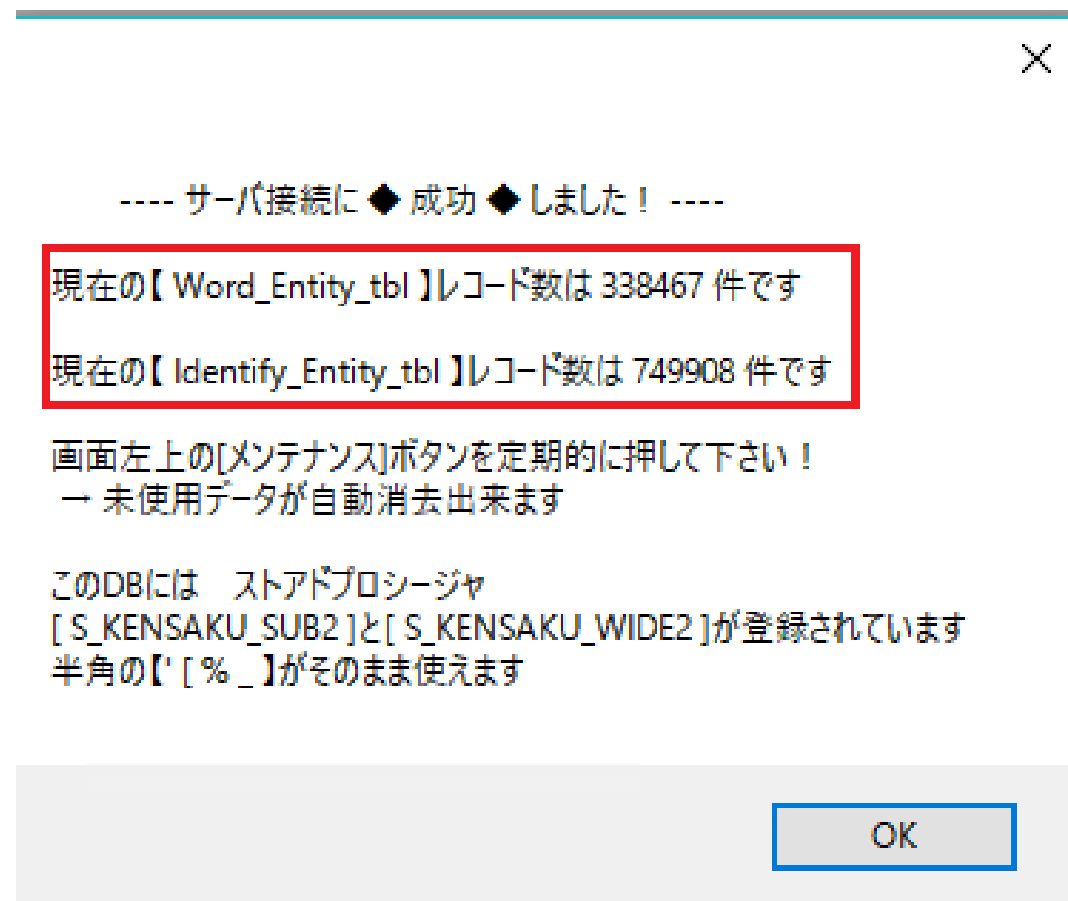 ---- サーバ接続に ◆ 成功 ◆ しました！ ----
現在の【 Word_Entity_tbl 】レコード数は 338467 件です
現在の【 Identify_Entity_tbl 】レコード数は 749908 件です
画面左上の[メンテナンス]ボタンを定期的に押して下さい！
→ 未使用データが自動消去出来ます
このDBには　ストアドプロシージャ
[ S_KENSAKU_SUB2 ]と[ S_KENSAKU_WIDE2 ]が登録されています
半角の【' [ % _ 】がそのまま使えます
OK